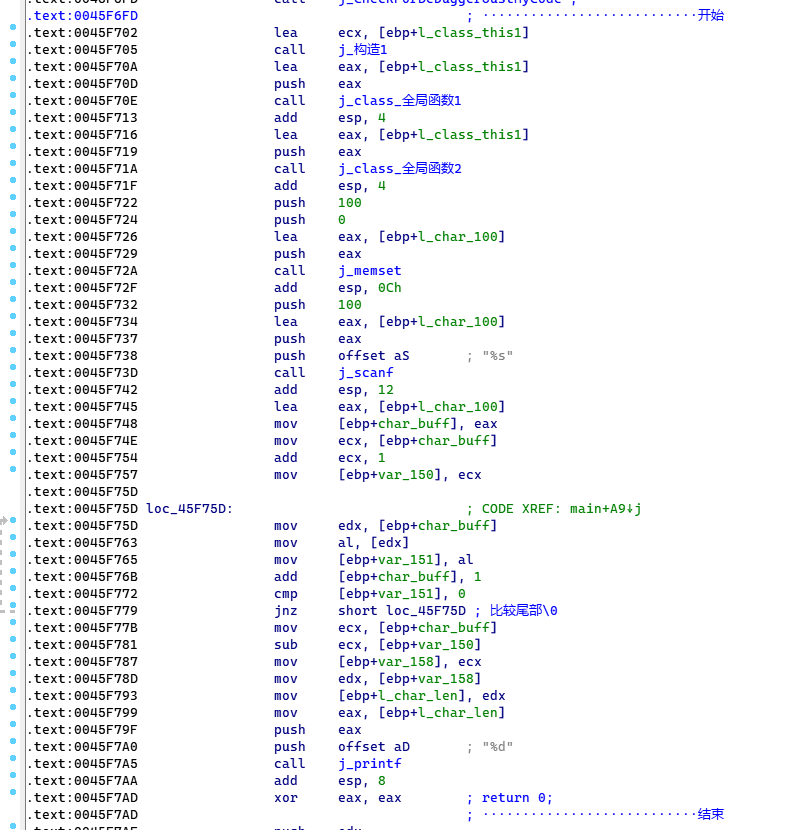 .text:0045F6FD ; ···························开始
.text:0045F702 lea ecx, [ebp+l_class_this1]
.text:0045F705 call j_构造1
.text:0045F70A lea eax, [ebp+l_class_this1]
.text:0045F70D push eax
.text:0045F70E call j_class_全局函数1
.text:0045F713 add esp, 4
.text:0045F716 lea eax, [ebp+l_class_this1]
.text:0045F719 push eax
.text:0045F71A call j_class_全局函数2
.text:0045F71F add esp, 4
.text:0045F722 push 100
.text:0045F724 push 0
.text:0045F726 lea eax, [ebp+l_char_100]
.text:0045F729 push eax
.text:0045F72A call j_memset
.text:0045F72F add esp, 0Ch
.text:0045F732 push 100
.text:0045F734 lea eax, [ebp+l_char_100]
.text:0045F737 push eax
.text:0045F738 push offset aS ; "%s"
.text:0045F73D call j_scanf
.text:0045F742 add esp, 12
.text:0045F745 lea eax, [ebp+l_char_100]
.text:0045F748 mov [ebp+char_buff], eax
.text:0045F74E mov ecx, [ebp+char_buff]
.text:0045F754 add ecx, 1
.text:0045F757 mov [ebp+var_150], ecx
.text:0045F75D
.text:0045F75D loc_45F75D: ; CODE XREF: main+A9↓j
.text:0045F75D mov edx, [ebp+char_buff]
.text:0045F763 mov al, [edx]
.text:0045F765 mov [ebp+var_151], al
.text:0045F76B add [ebp+char_buff], 1
.text:0045F772 cmp [ebp+var_151], 0
.text:0045F779 jnz short loc_45F75D ; 比较尾部\0
.text:0045F77B mov ecx, [ebp+char_buff]
.text:0045F781 sub ecx, [ebp+var_150]
.text:0045F787 mov [ebp+var_158], ecx
.text:0045F78D mov edx, [ebp+var_158]
.text:0045F793 mov [ebp+l_char_len], edx
.text:0045F799 mov eax, [ebp+l_char_len]
.text:0045F79F push eax
.text:0045F7A0 push offset aD ; "%d"
.text:0045F7A5 call j_printf
.text:0045F7AA add esp, 8
.text:0045F7AD xor eax, eax ; return 0;
.text:0045F7AD ; ···························结束